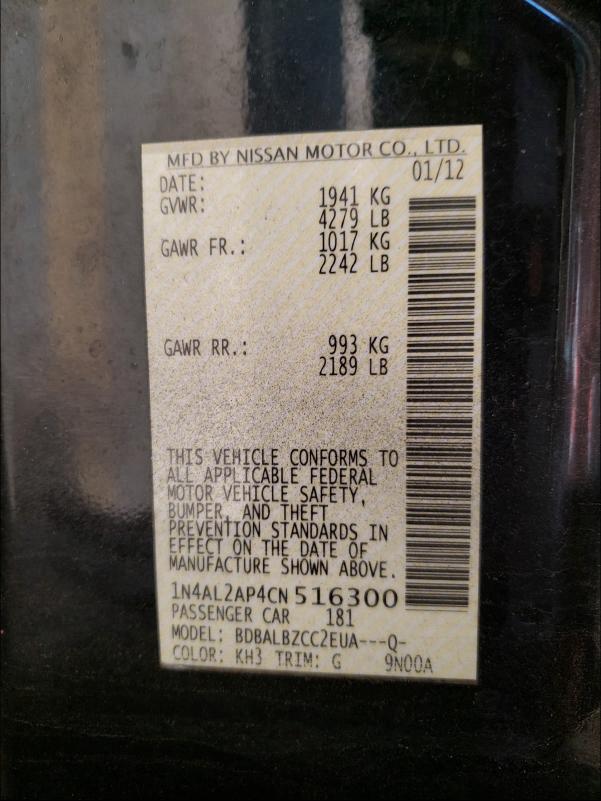 MFD BY NISSAN MOTOR CO., LTD.
DATE: 01/12
GVWR: 1941 KG
4279 LB
GAWR FR.: 1017 KG
2242 LB
GAWR RR.: 993 KG
2189 LB
THIS VEHICLE CONFORMS TO
ALL APPLICABLE FEDERAL
MOTOR VEHICLE SAFETY,
BUMPER, AND THEFT
PREVENTION STANDARDS IN
EFFECT ON THE DATE OF
MANUFACTURE SHOWN ABOVE.
1N4AL2AP4CN 516300
PASSENGER CAR 181
MODEL: BDBALBZCC2EUA---Q-
COLOR: KH3 TRIM: G 9N00A